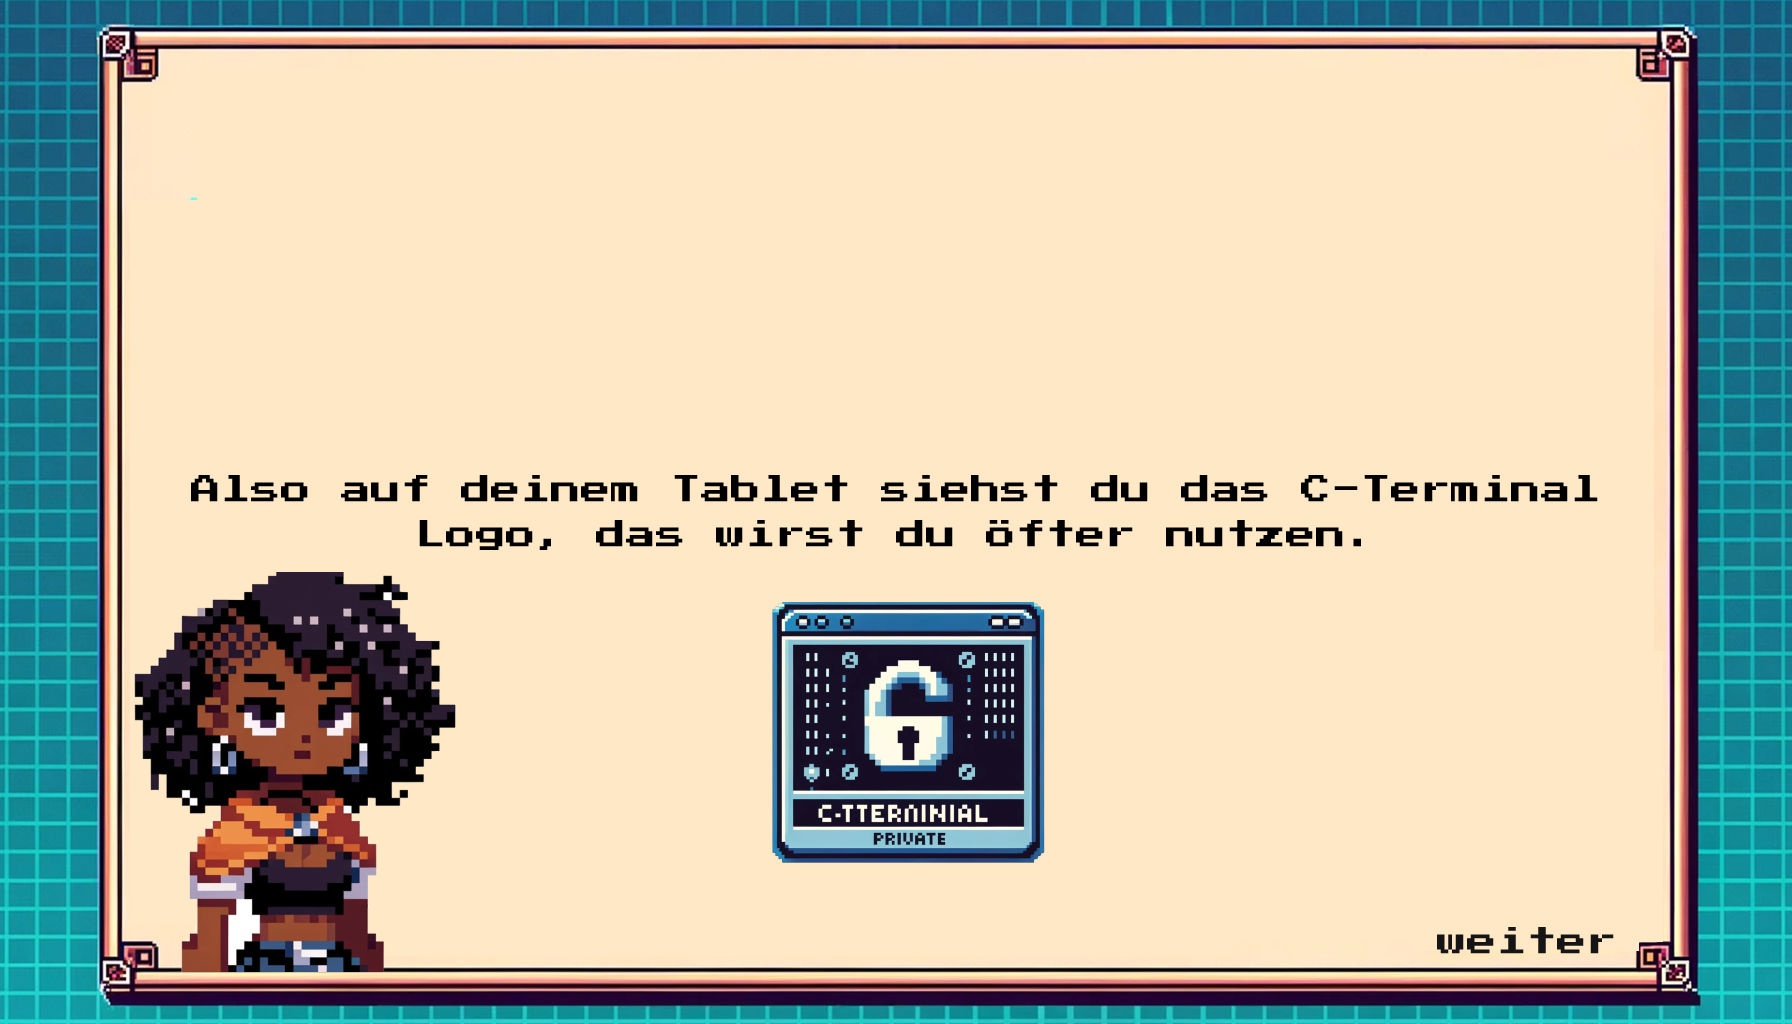 Also auf deinem Tablet siehst du das C-Terminal
Logo, das wirst du öfter nutzen.
C-TTERNINIAL
PRIVATE
weiter